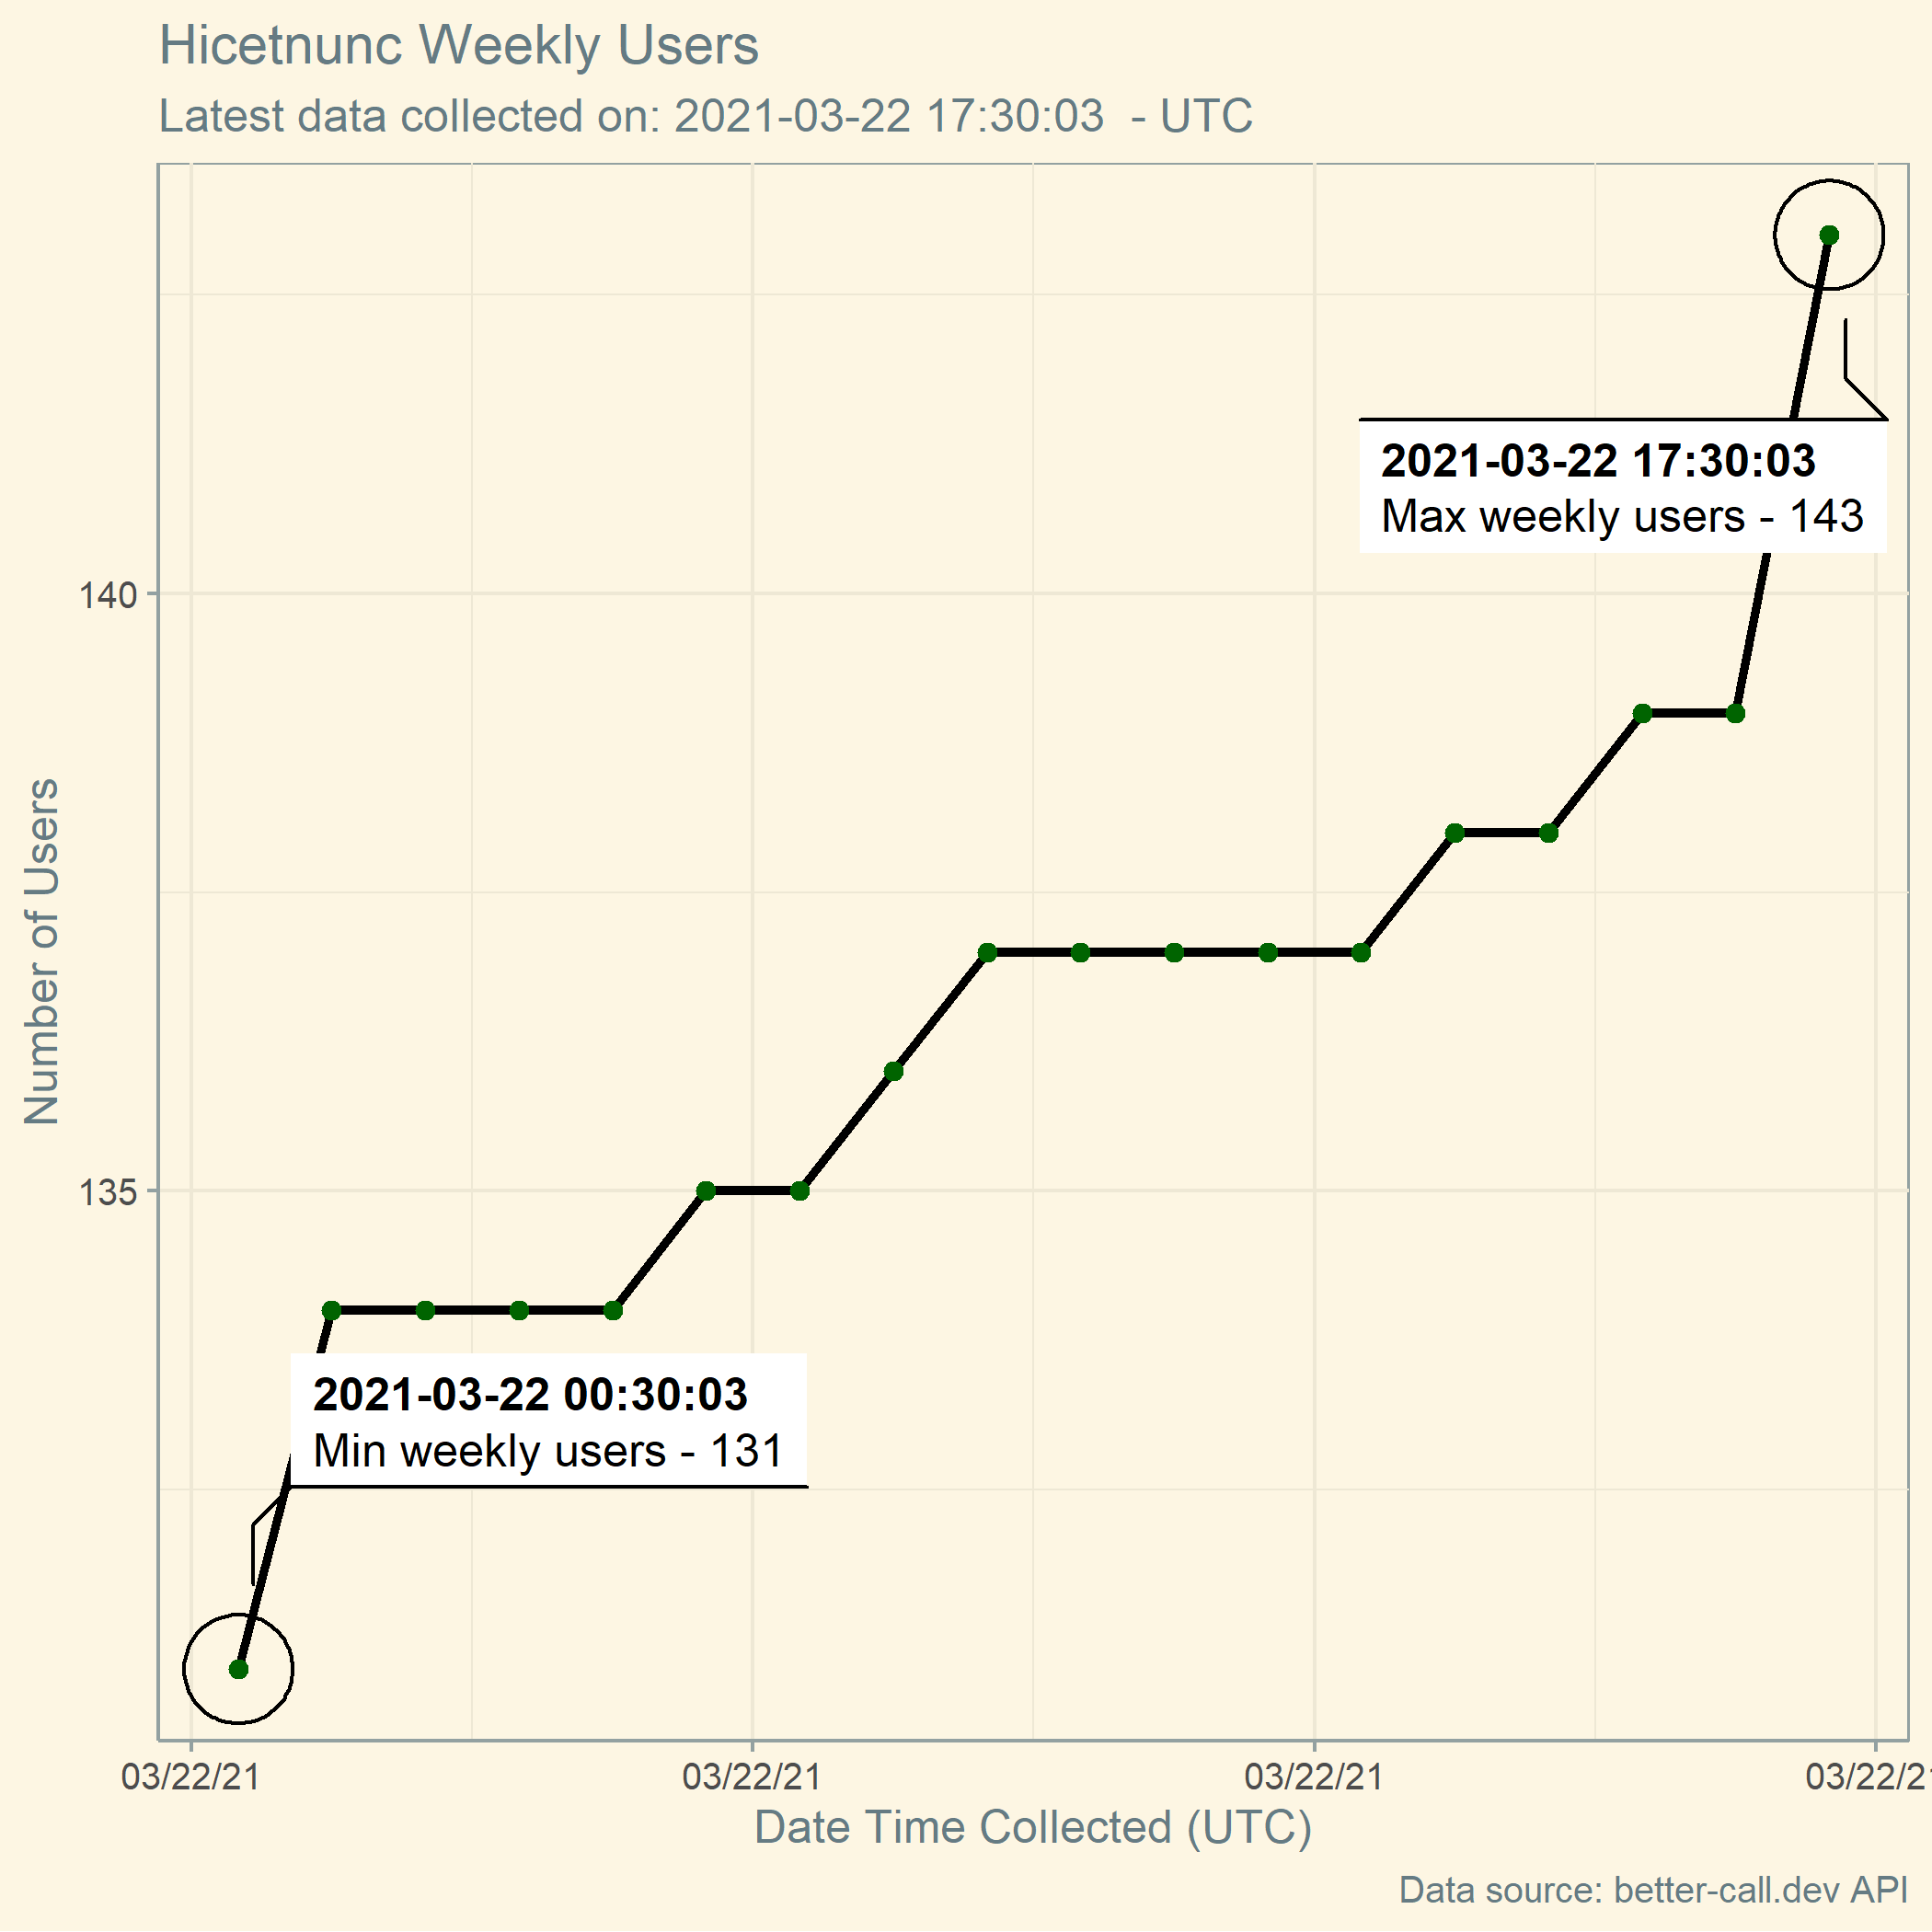 Hicetnunc Weekly Users
Latest data collected on: 2021-03-22 17:30:03 - UTC
2021-03-22 17:30:03
Max weekly users - 143
140
Number of Users
135
2021-03-22 00:30:03
Min weekly users - 131
03/22/21 03/22/21 03/22/21 03/22/21
Date Time Collected (UTC)
Data source: better-call.dev API